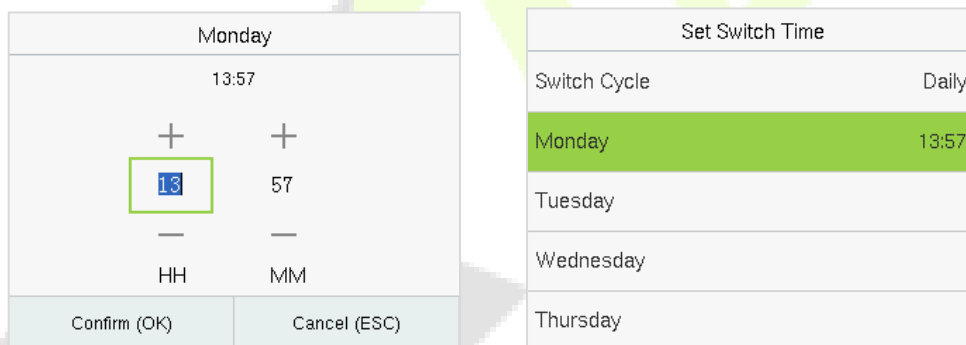 Monday
13:57
+ +
13 57
— —
HH MM
Confirm (OK) Cancel (ESC)
Set Switch Time
Switch Cycle Daily
Monday 13:57
Tuesday
Wednesday
Thursday